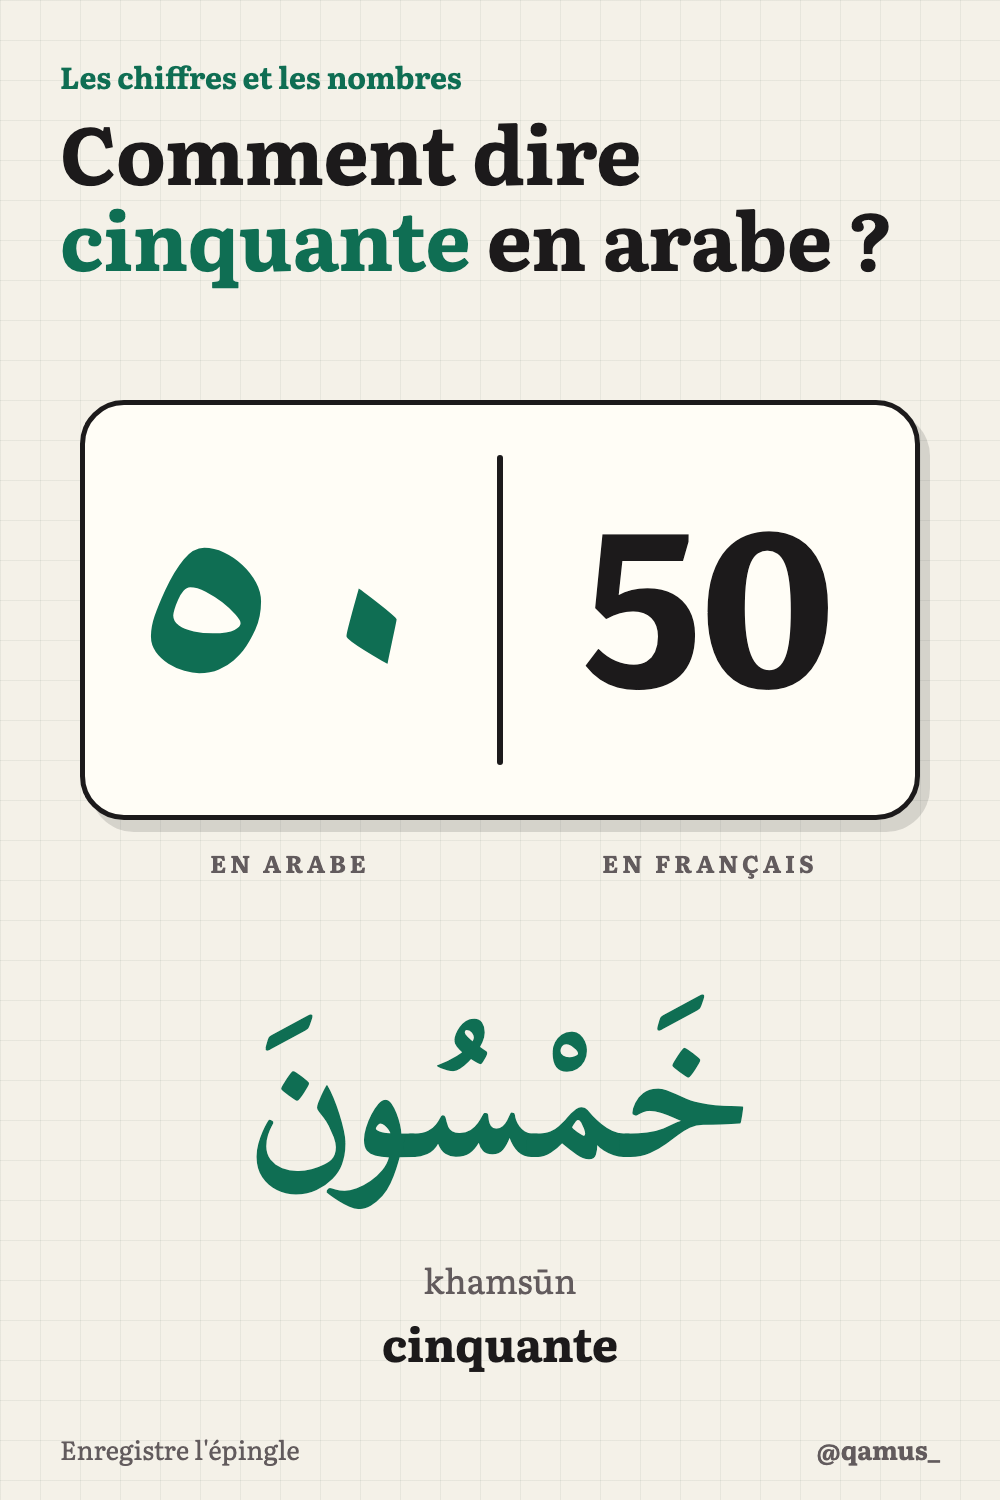 Les chiffres et les nombres
Comment dire
cinquante en arabe ?
٥٠
50
EN ARABE
EN FRANÇAIS
خَمْسُونَ
khamsūn
cinquante
Enregistre l'épingle
@qamus_